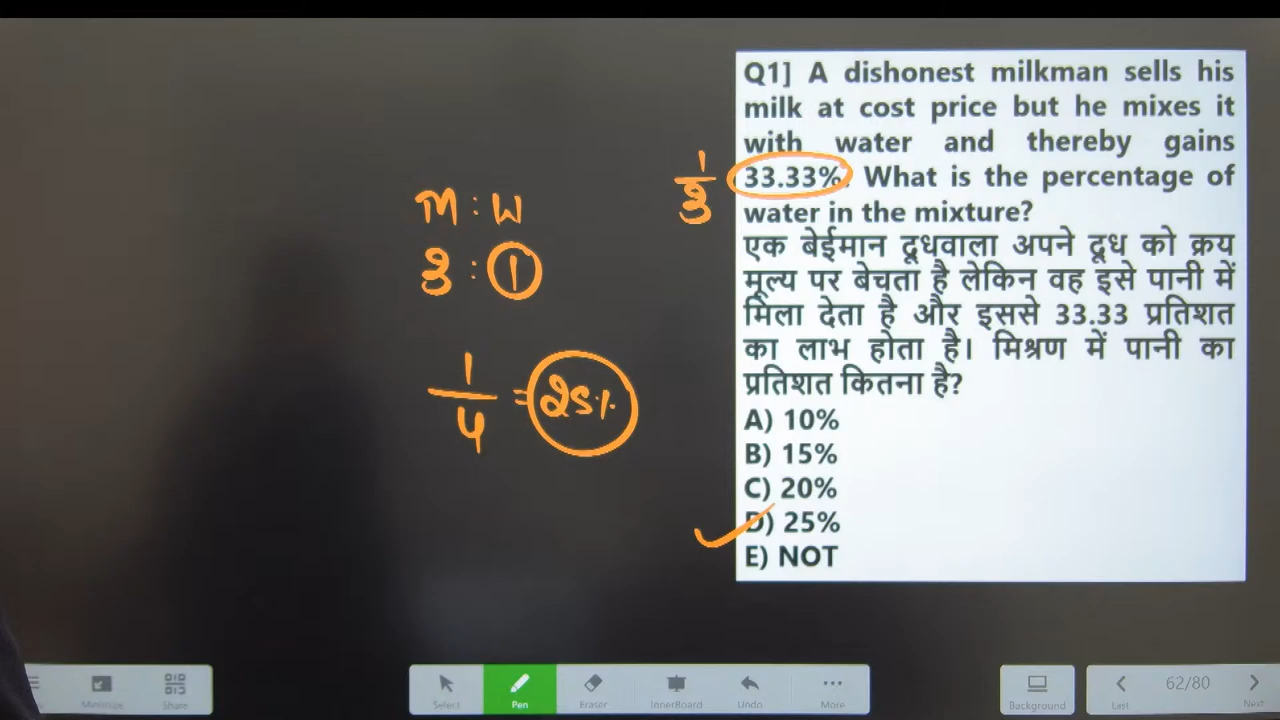 Q1] A dishonest milkman sells his
milk at cost price but he mixes it
with water and thereby gains
33.33%. What is the percentage of
water in the mixture?
एक बेईमान दूधवाला अपने दूध को क्रय
मूल्य पर बेचता है लेकिन वह इसे पानी में
मिला देता है और इससे 33.33 प्रतिशत
का लाभ होता है। मिश्रण में पानी का
प्रतिशत कितना है?
A) 10%
B) 15%
C) 20%
D) 25%
E) NOT
1/3
M : W
3 : 1
1/4 = 25%
Minimize
Share
Select
Pen
Eraser
InnerBoard
Undo
More
Background
Last
62/80
Next